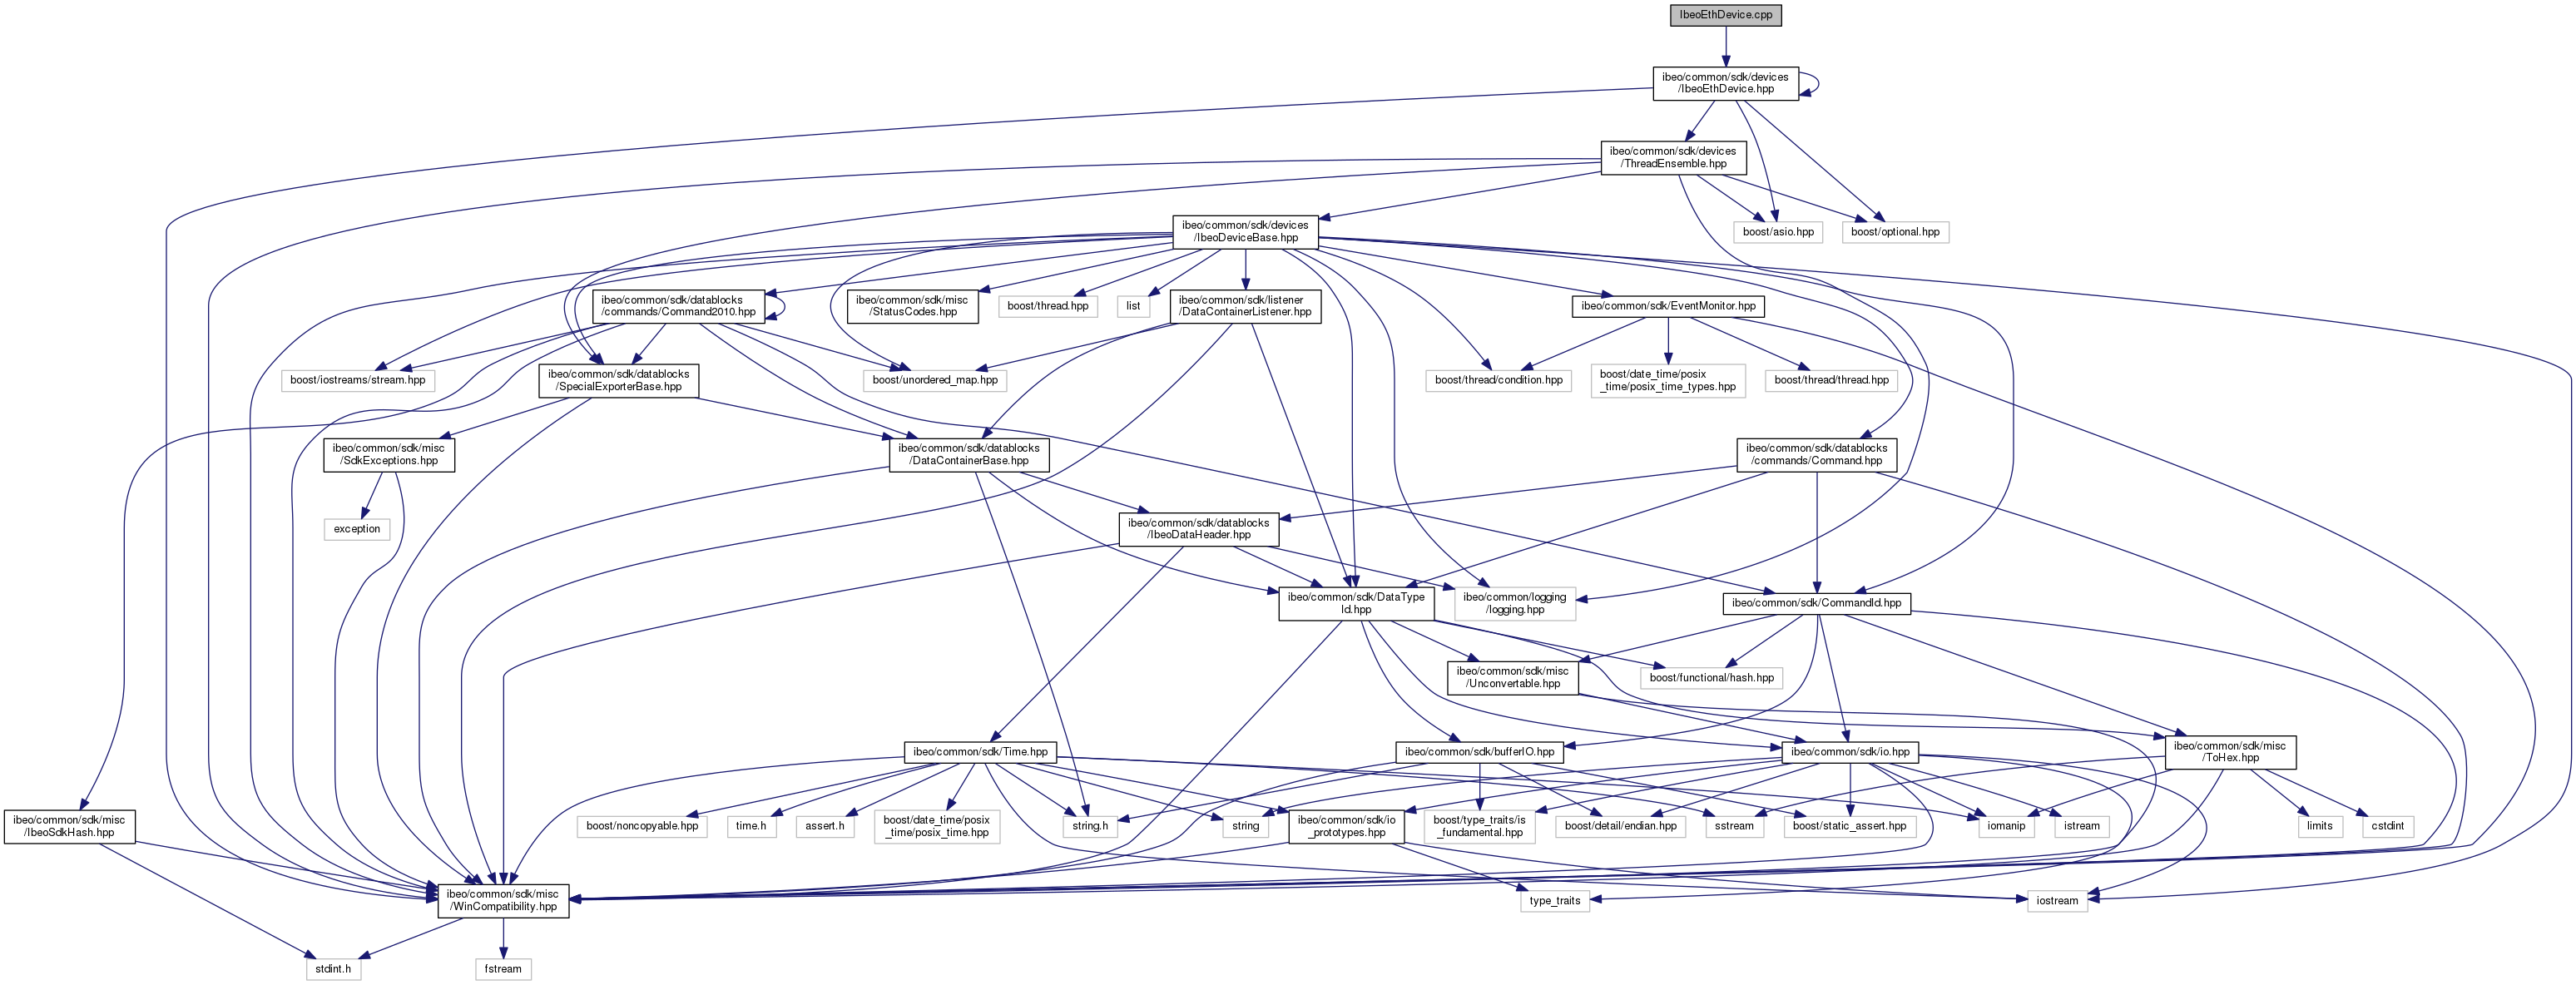 IbeoEthDevice.cpp
ibeo/common/sdk/devices
/IbeoEthDevice.hpp
ibeo/common/sdk/devices
/ThreadEnsemble.hpp
ibeo/common/sdk/devices
/IbeoDeviceBase.hpp
boost/asio.hpp
boost/optional.hpp
ibeo/common/sdk/datablocks
/commands/Command2010.hpp
ibeo/common/sdk/misc
/StatusCodes.hpp
boost/thread.hpp
list
ibeo/common/sdk/listener
/DataContainerListener.hpp
ibeo/common/sdk/EventMonitor.hpp
boost/iostreams/stream.hpp
ibeo/common/sdk/datablocks
/SpecialExporterBase.hpp
boost/unordered_map.hpp
boost/thread/condition.hpp
boost/date_time/posix
_time/posix_time_types.hpp
boost/thread/thread.hpp
ibeo/common/sdk/misc
/SdkExceptions.hpp
ibeo/common/sdk/datablocks
/DataContainerBase.hpp
ibeo/common/sdk/datablocks
/commands/Command.hpp
exception
ibeo/common/sdk/datablocks
/IbeoDataHeader.hpp
ibeo/common/sdk/DataType
Id.hpp
ibeo/common/logging
/logging.hpp
ibeo/common/sdk/CommandId.hpp
ibeo/common/sdk/misc
/Unconvertable.hpp
boost/functional/hash.hpp
ibeo/common/sdk/Time.hpp
ibeo/common/sdk/bufferIO.hpp
ibeo/common/sdk/io.hpp
ibeo/common/sdk/misc
/ToHex.hpp
ibeo/common/sdk/misc
/IbeoSdkHash.hpp
boost/noncopyable.hpp
time.h
assert.h
boost/date_time/posix
_time/posix_time.hpp
string.h
string
ibeo/common/sdk/io
_prototypes.hpp
boost/type_traits/is
_fundamental.hpp
boost/detail/endian.hpp
sstream
boost/static_assert.hpp
iomanip
istream
limits
cstdint
ibeo/common/sdk/misc
/WinCompatibility.hpp
type_traits
iostream
stdint.h
fstream